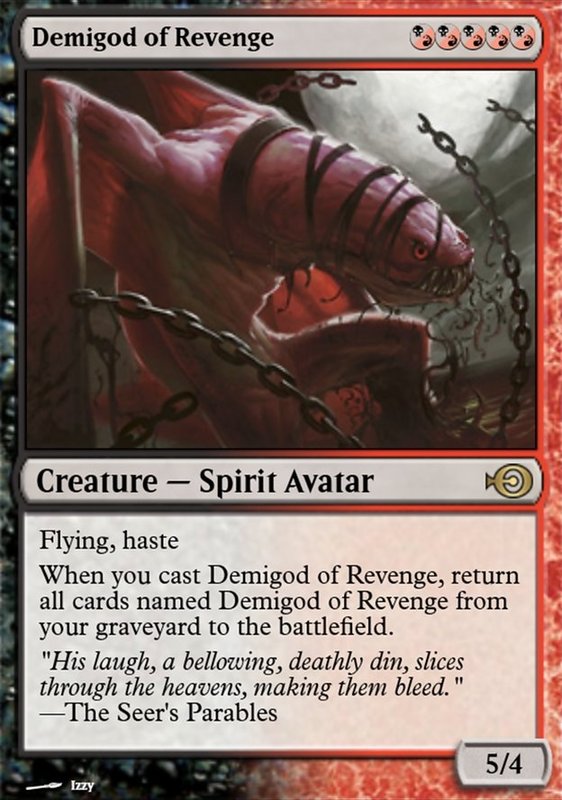 Demigod of Revenge
Creature — Spirit Avatar
Flying, haste
When you cast Demigod of Revenge, return
all cards named Demigod of Revenge from
your graveyard to the battlefield.
"His laugh, a bellowing, deathly din, slices
through the heavens, making them bleed."
—The Seer's Parables
5/4
Izzy